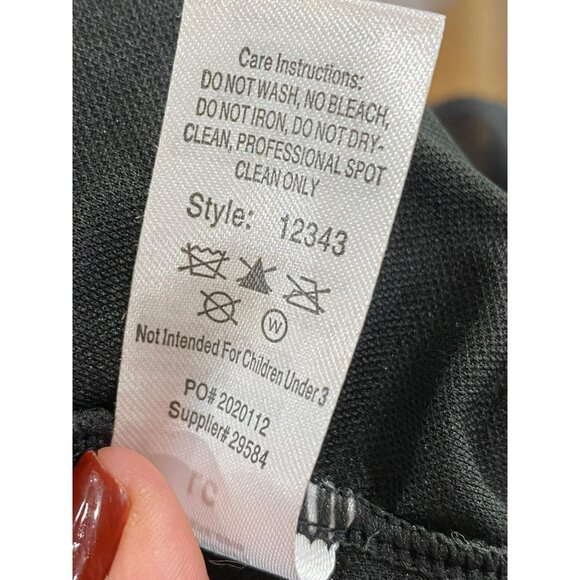 Care Instructions:
DO NOT WASH, NO BLEACH,
DO NOT IRON, DO NOT DRY-
CLEAN, PROFESSIONAL SPOT
CLEAN ONLY
Style: 12343
W
Not Intended For Children Under 3
PO# 2020112
Supplier# 29584